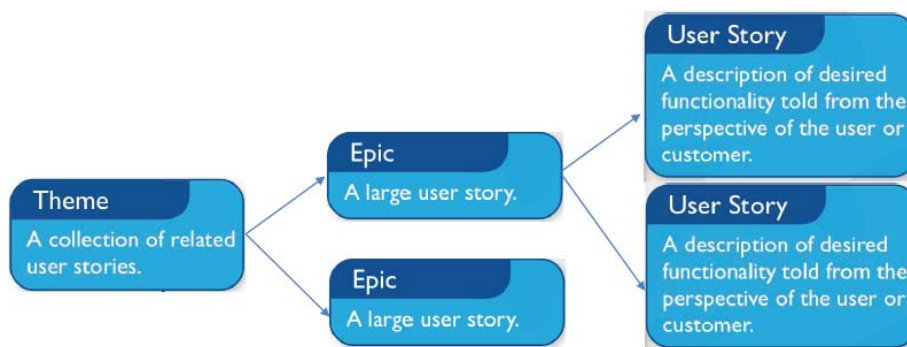 Theme
A collection of related
user stories.
Epic
A large user story.
Epic
A large user story.
User Story
A description of desired
functionality told from the
perspective of the user or
customer.
User Story
A description of desired
functionality told from the
perspective of the user or
customer.